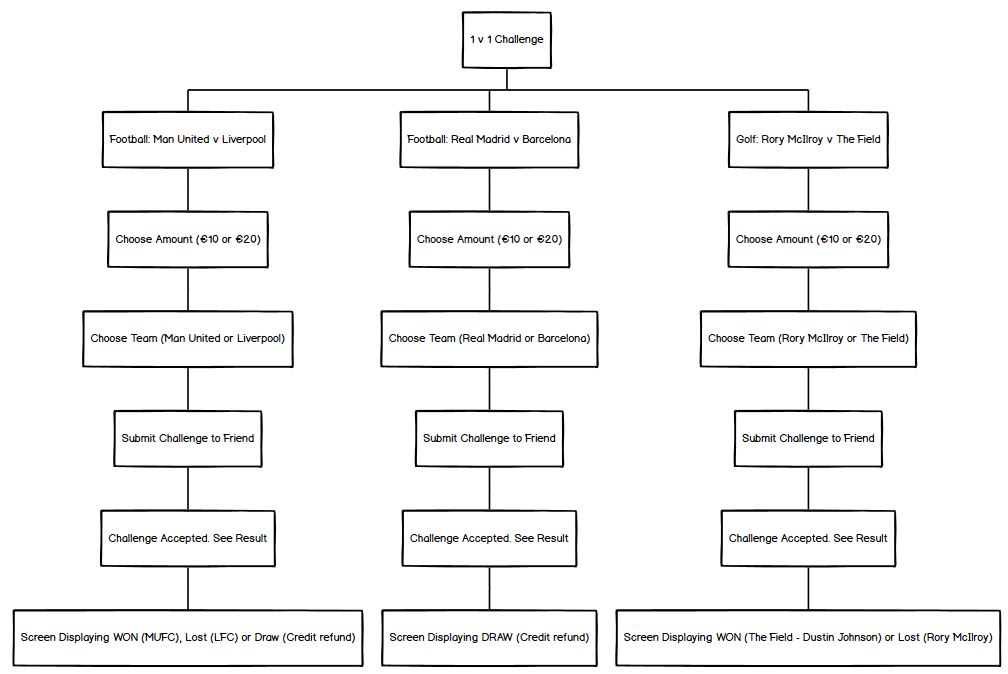 1 v 1 Challenge
Football: Man United v Liverpool
Football: Real Madrid v Barcelona
Golf: Rory McIlroy v The Field
Choose Amount (€10 or €20)
Choose Amount (€10 or €20)
Choose Amount (€10 or €20)
Choose Team (Man United or Liverpool)
Choose Team (Real Madrid or Barcelona)
Choose Team (Rory McIlroy or The Field)
Submit Challenge to Friend
Submit Challenge to Friend
Submit Challenge to Friend
Challenge Accepted. See Result
Challenge Accepted. See Result
Challenge Accepted. See Result
Screen Displaying WON (MUFC), Lost (LFC) or Draw (Credit refund)
Screen Displaying DRAW (Credit refund)
Screen Displaying WON (The Field - Dustin Johnson) or Lost (Rory McIlroy)